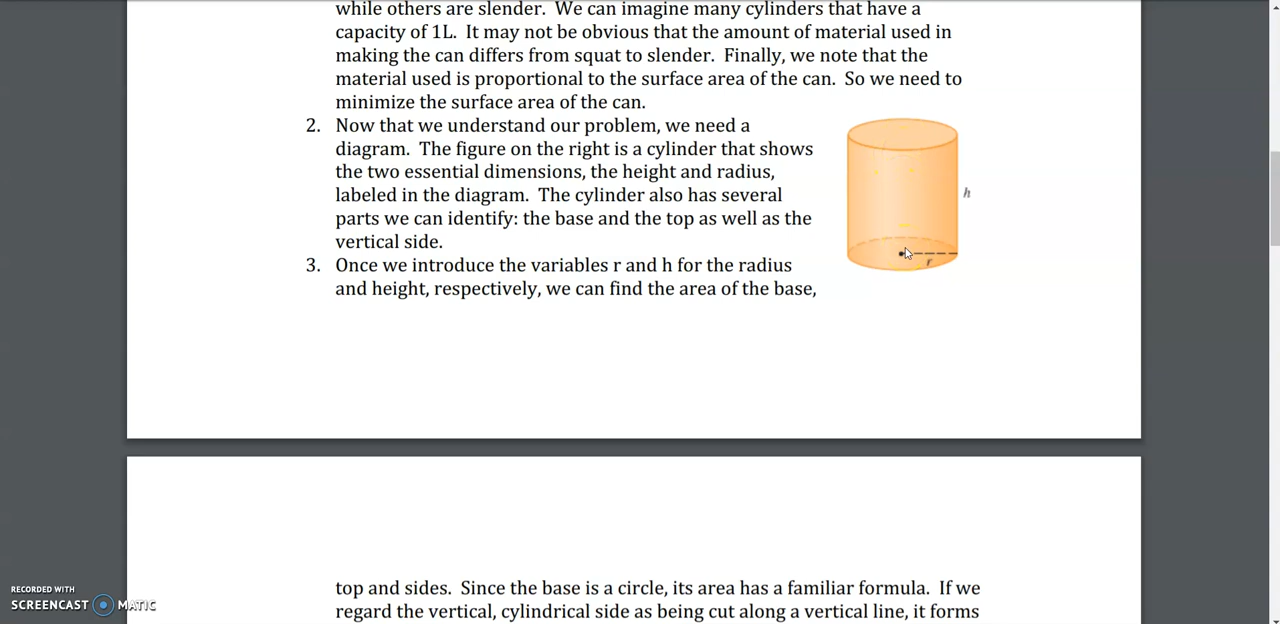 while others are slender.  We can imagine many cylinders that have a
capacity of 1L.  It may not be obvious that the amount of material used in
making the can differs from squat to slender.  Finally, we note that the
material used is proportional to the surface area of the can.  So we need to
minimize the surface area of the can.
2. Now that we understand our problem, we need a
diagram.  The figure on the right is a cylinder that shows
the two essential dimensions, the height and radius,
labeled in the diagram.  The cylinder also has several
parts we can identify: the base and the top as well as the
vertical side.
h
r
3. Once we introduce the variables r and h for the radius
and height, respectively, we can find the area of the base,
top and sides.  Since the base is a circle, its area has a familiar formula.  If we
regard the vertical, cylindrical side as being cut along a vertical line, it forms
RECORDED WITH
SCREENCAST MATIC